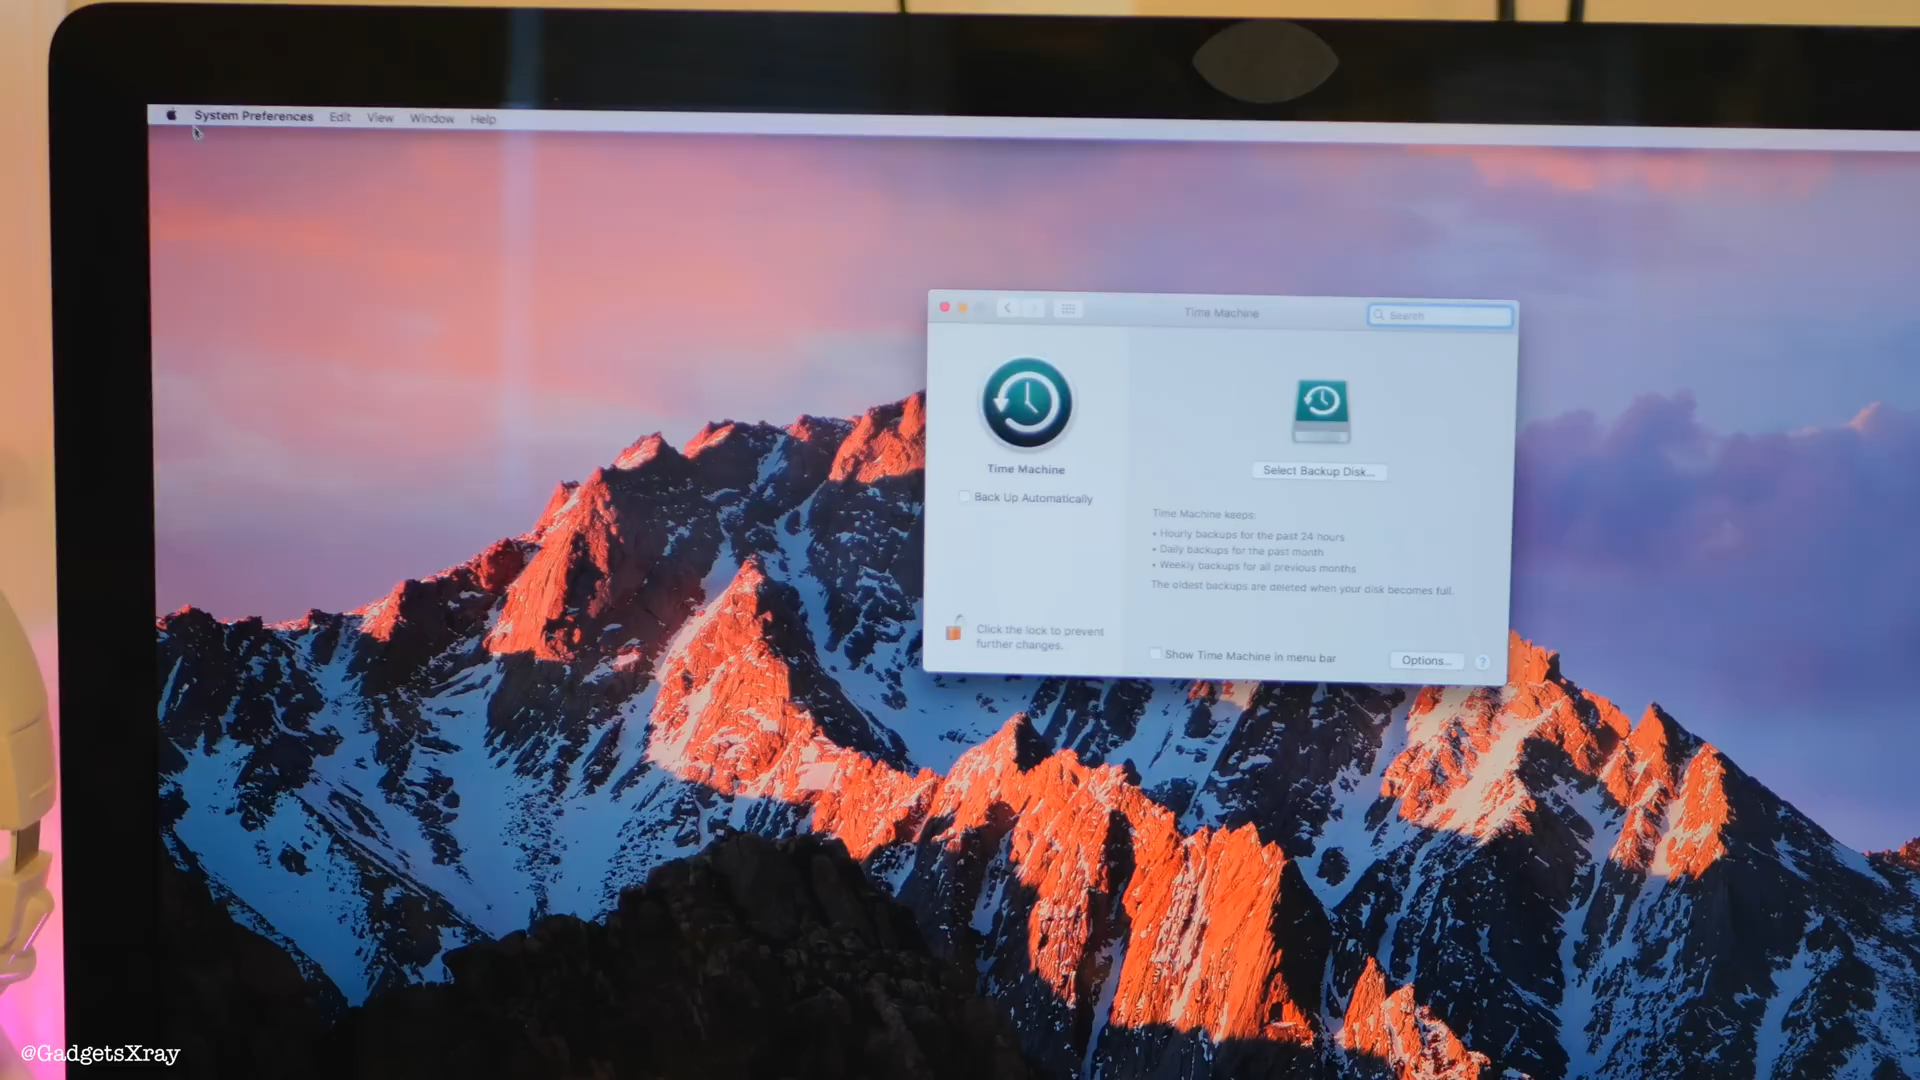 System Preferences Edit View Window Help
Time Machine
Search
Time Machine
Back Up Automatically
Select Backup Disk...
Time Machine keeps:
• Hourly backups for the past 24 hours
• Daily backups for the past month
• Weekly backups for all previous months
The oldest backups are deleted when your disk becomes full.
Click the lock to prevent
further changes.
Show Time Machine in menu bar
Options...
?
@GadgetsXray